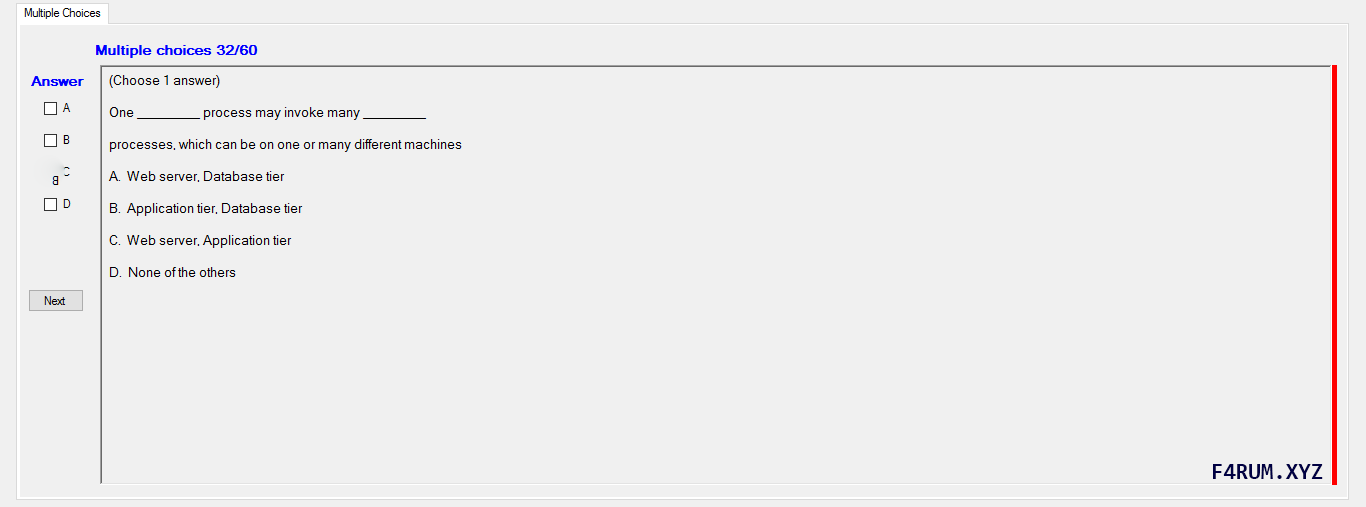 Multiple Choices
Multiple choices 32/60
Answer
A
B
C
B
D
Next
(Choose 1 answer)
One _________ process may invoke many _________
processes, which can be on one or many different machines
A. Web server, Database tier
B. Application tier, Database tier
C. Web server, Application tier
D. None of the others
F4RUM.XYZ